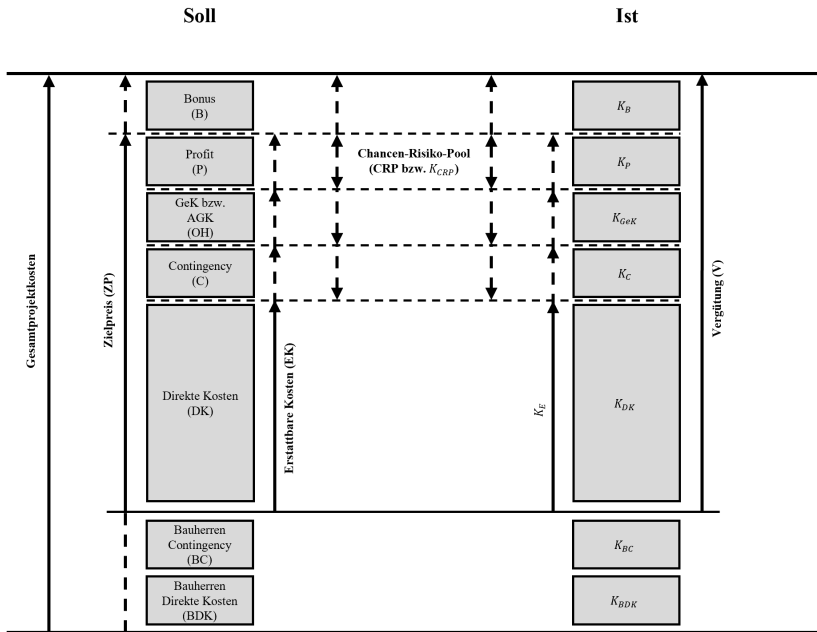 Soll
Ist
Bonus
(B)
K_B
Profit
(P)
Chancen-Risiko-Pool
(CRP bzw. K_CRP)
K_P
GeK bzw.
AGK
(OH)
K_GeK
Contingency
(C)
K_C
Gesamtprojektkosten
Zielpreis (ZP)
Direkte Kosten
(DK)
Erstattbare Kosten (EK)
K_E
K_DK
Vergütung (V)
Bauherren
Contingency
(BC)
K_BC
Bauherren
Direkte Kosten
(BDK)
K_BDK